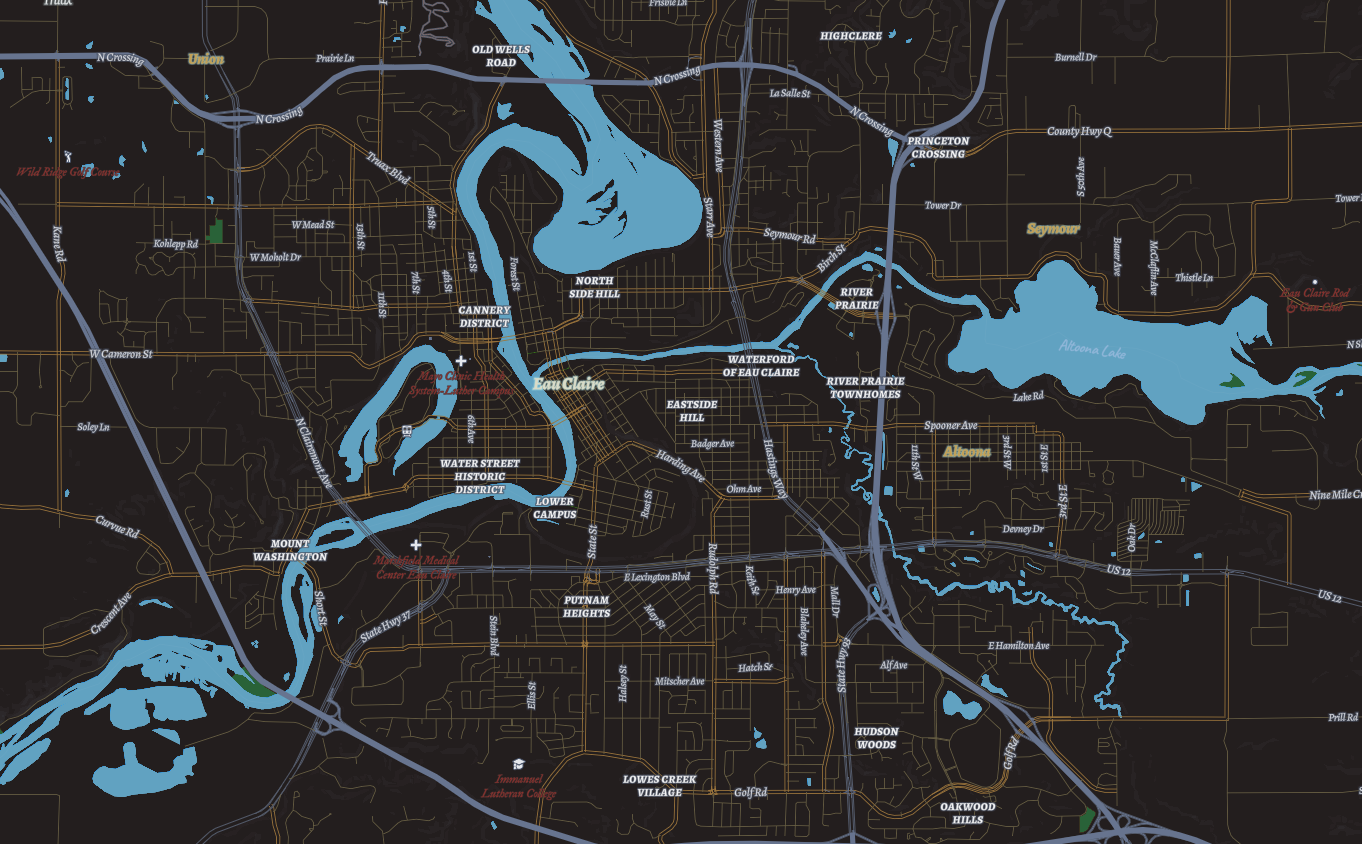 Truax
Frisbie Ln
HIGHCLERE
OLD WELLS
ROAD
N Crossing
Union
Prairie Ln
Burnell Dr
N Crossing
La Salle St
N Crossing
N Crossing
County Hwy Q
PRINCETON
CROSSING
Western Ave
Truax Blvd
Wild Ridge Golf Course
S 50th Ave
Tower Dr
Tower
Starr Ave
5th St
W Mead St
13th St
Kohlepp Rd
Kane Rd
Seymour Rd
Seymour
Birch St
W Moholt Dr
1st St
Forest St
Bauer Ave
McClaflin Ave
Thistle Ln
7th St
4th St
11th St
NORTH
SIDE HILL
RIVER
PRAIRIE
Eau Claire Rod
& Gun Club
CANNERY
DISTRICT
W Cameron St
Altoona Lake
N S
WATERFORD
OF EAU CLAIRE
Mayo Clinic Health
System-Luther Campus
Eau Claire
RIVER PRAIRIE
TOWNHOMES
Lake Rd
EASTSIDE
HILL
Soley Ln
6th Ave
Spooner Ave
N Clairemont Ave
Badger Ave
Altoona
11th St W
3rd St W
1st St E
Hastings Way
Harding Ave
WATER STREET
HISTORIC
DISTRICT
Ohm Ave
3rd St E
Nine Mile C
LOWER
CAMPUS
Rust St
Curvue Rd
State St
Devney Dr
Oak Dr
MOUNT
WASHINGTON
Marshfield Medical
Center Eau Claire
Rudolph Rd
US 12
E Lexington Blvd
Keith St
Henry Ave
Mall Dr
US 12
Crescent Ave
Short St
PUTNAM
HEIGHTS
State Hwy 37
May St
Blakeley Ave
Stein Blvd
E Hamilton Ave
State Hwy 93
Hatch St
Alf Ave
Halsey St
Mitscher Ave
Ellis St
Prill Rd
HUDSON
WOODS
Golf Rd
Immanuel
Lutheran College
LOWES CREEK
VILLAGE
Golf Rd
OAKWOOD
HILLS